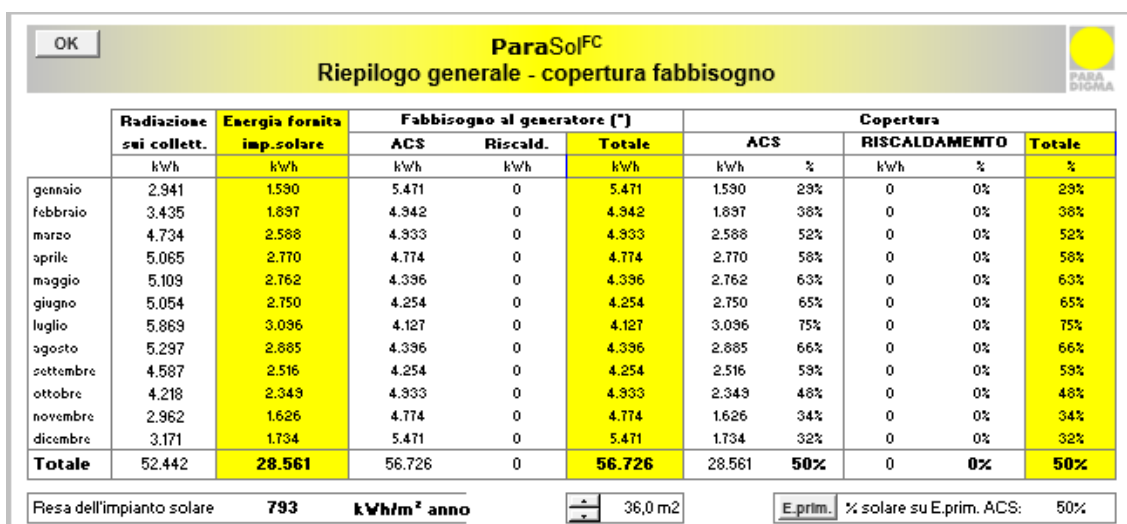 OK
ParaSolFC
Riepilogo generale - copertura fabbisogno
PARA
DIGMA
Radiazione Energia fornita Fabbisogno al generatore (*) Copertura
sui collett. imp.solare ACS Riscald. Totale ACS RISCALDAMENTO Totale
kWh kWh kWh kWh kWh kWh % kWh % %
gennaio 2.941 1.590 5.471 0 5.471 1.590 29% 0 0% 29%
febbraio 3.435 1.897 4.942 0 4.942 1.897 38% 0 0% 38%
marzo 4.734 2.588 4.933 0 4.933 2.588 52% 0 0% 52%
aprile 5.065 2.770 4.774 0 4.774 2.770 58% 0 0% 58%
maggio 5.109 2.762 4.396 0 4.396 2.762 63% 0 0% 63%
giugno 5.054 2.750 4.254 0 4.254 2.750 65% 0 0% 65%
luglio 5.869 3.096 4.127 0 4.127 3.096 75% 0 0% 75%
agosto 5.297 2.885 4.396 0 4.396 2.885 66% 0 0% 66%
settembre 4.587 2.516 4.254 0 4.254 2.516 59% 0 0% 59%
ottobre 4.218 2.349 4.933 0 4.933 2.349 48% 0 0% 48%
novembre 2.962 1.626 4.774 0 4.774 1.626 34% 0 0% 34%
dicembre 3.171 1.734 5.471 0 5.471 1.734 32% 0 0% 32%
Totale 52.442 28.561 56.726 0 56.726 28.561 50% 0 0% 50%
Resa dell'impianto solare 793 kWh/m² anno 36,0 m2 E.prim. % solare su E.prim. ACS: 50%